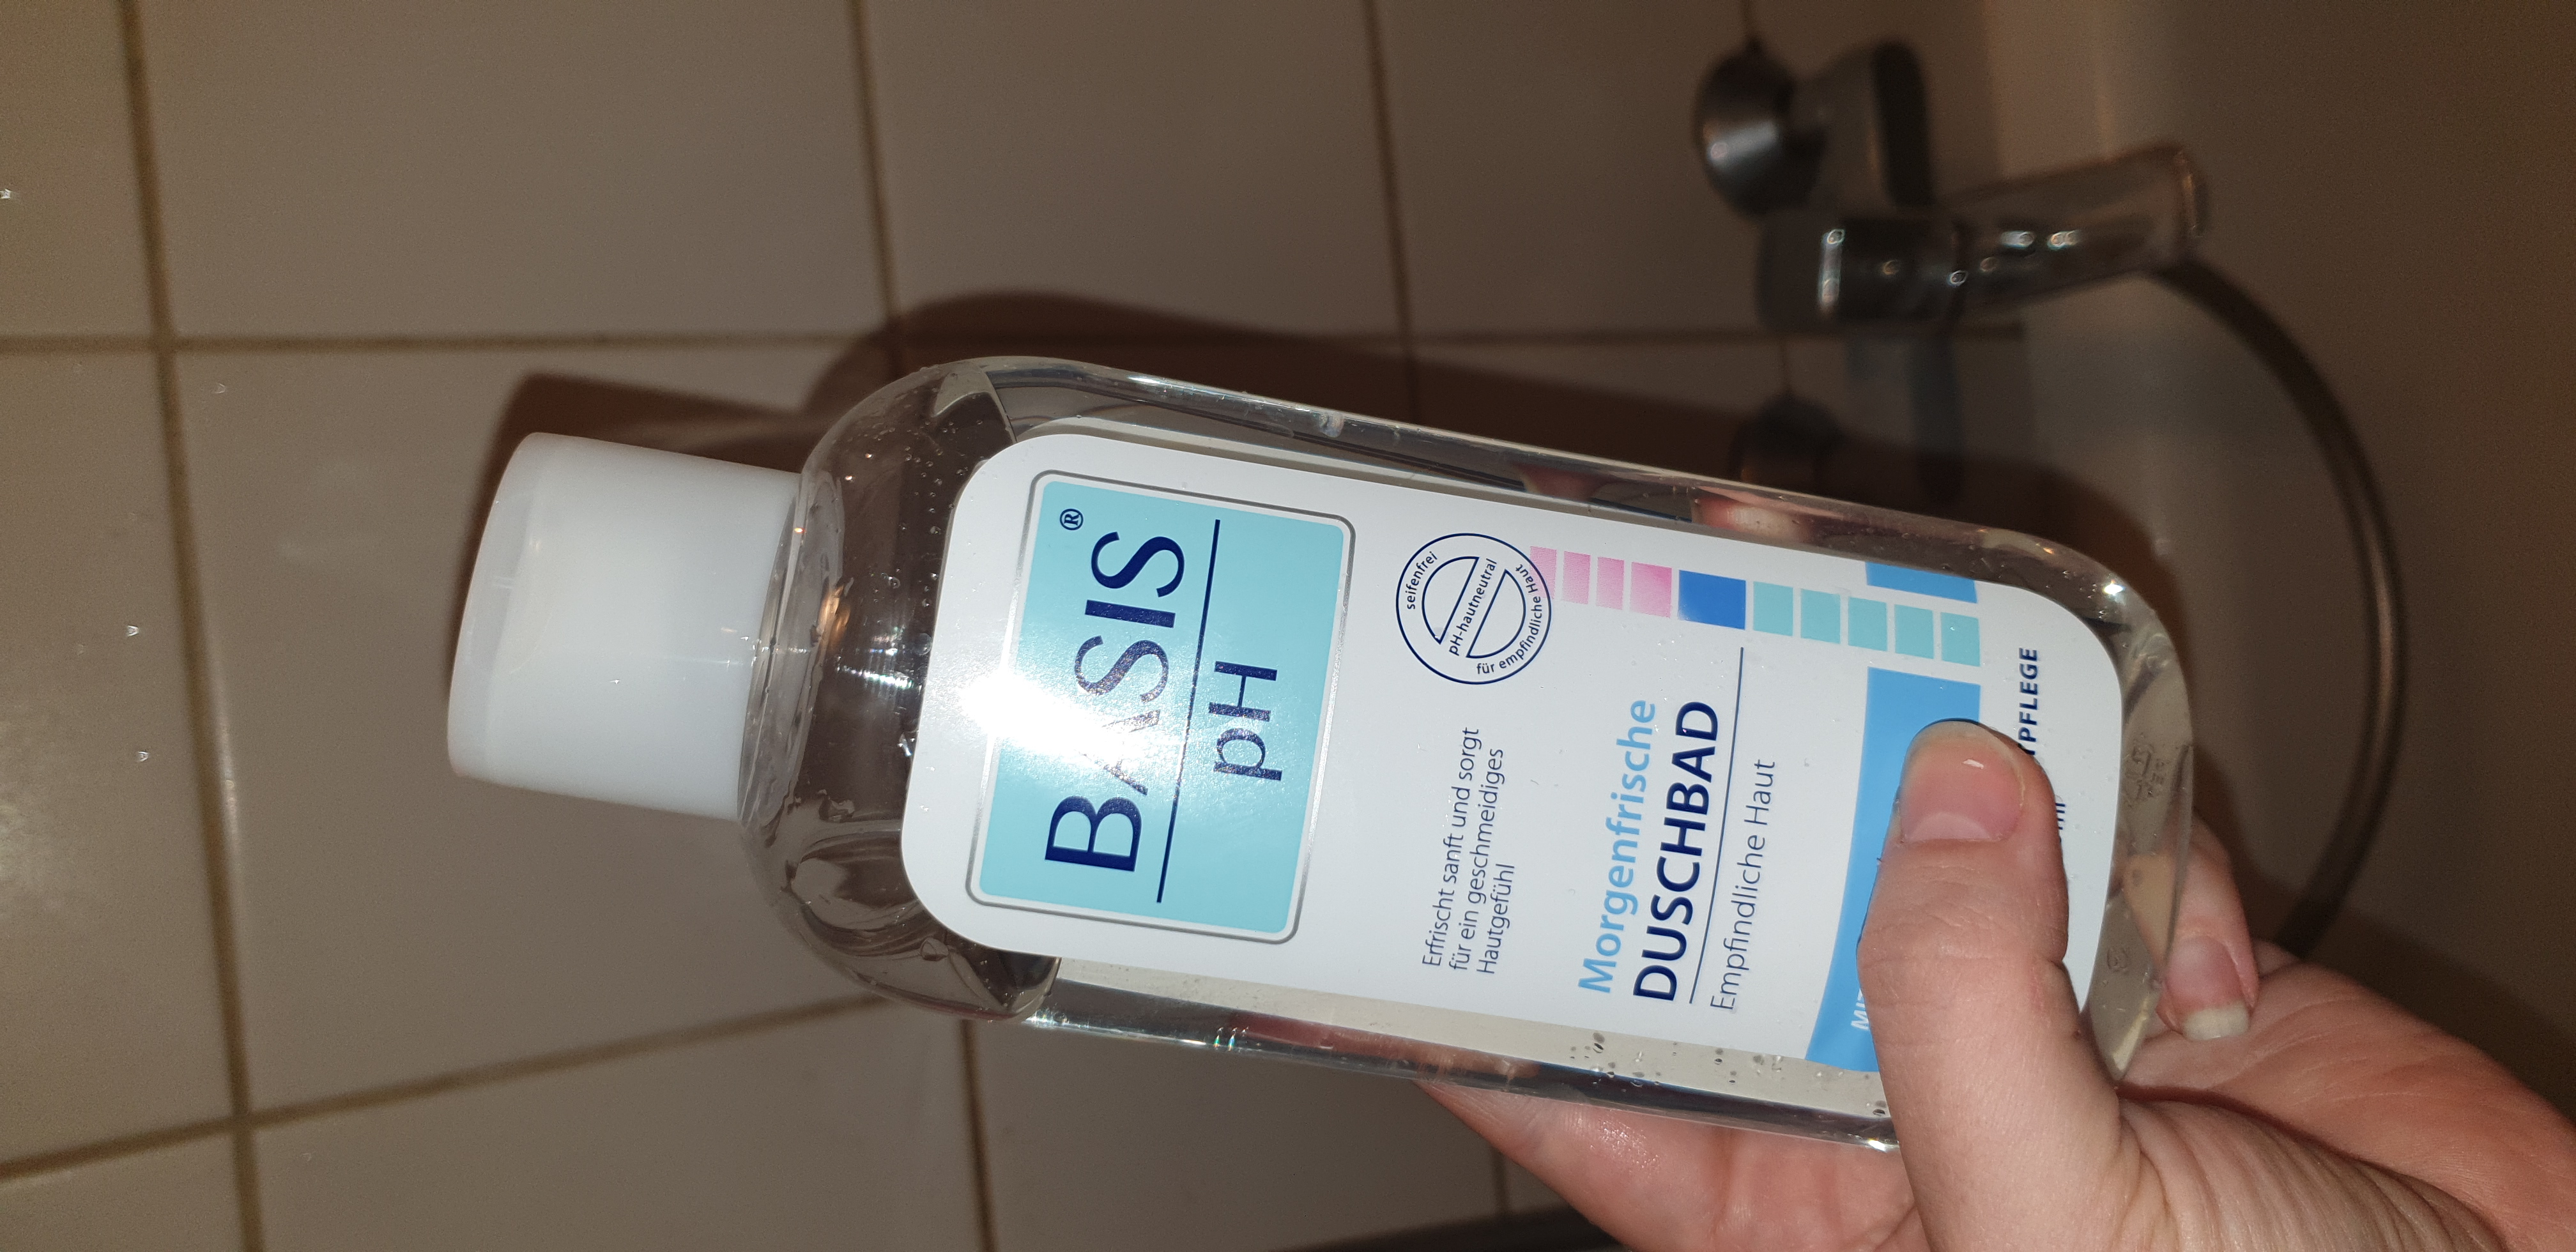 BASIS®
pH
seifenfrei
pH-hautneutral
für empfindliche Haut
Erfrischt sanft und sorgt
für ein geschmeidiges
Hautgefühl
Morgenfrische
DUSCHBAD
Empfindliche Haut